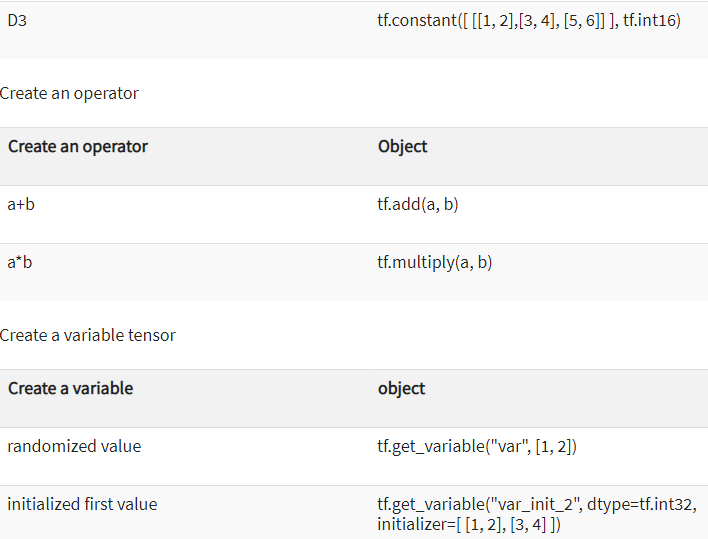 D3 tf.constant([ [[1, 2],[3, 4], [5, 6]] ], tf.int16)
Create an operator
Create an operator Object
a+b tf.add(a, b)
a*b tf.multiply(a, b)
Create a variable tensor
Create a variable object
randomized value tf.get_variable("var", [1, 2])
initialized first value tf.get_variable("var_init_2", dtype=tf.int32,
initializer=[ [1, 2], [3, 4] ])